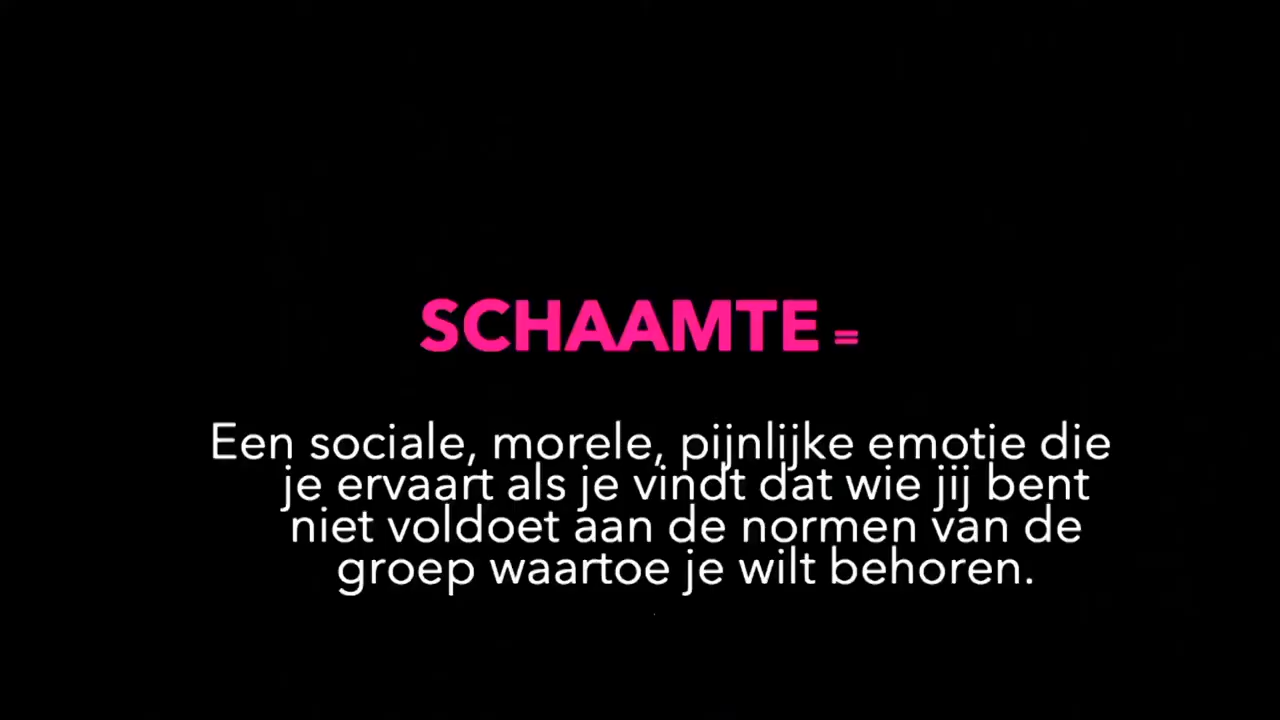 SCHAAMTE =
Een sociale, morele, pijnlijke emotie die
je ervaart als je vindt dat wie jij bent
niet voldoet aan de normen van de
groep waartoe je wilt behoren.